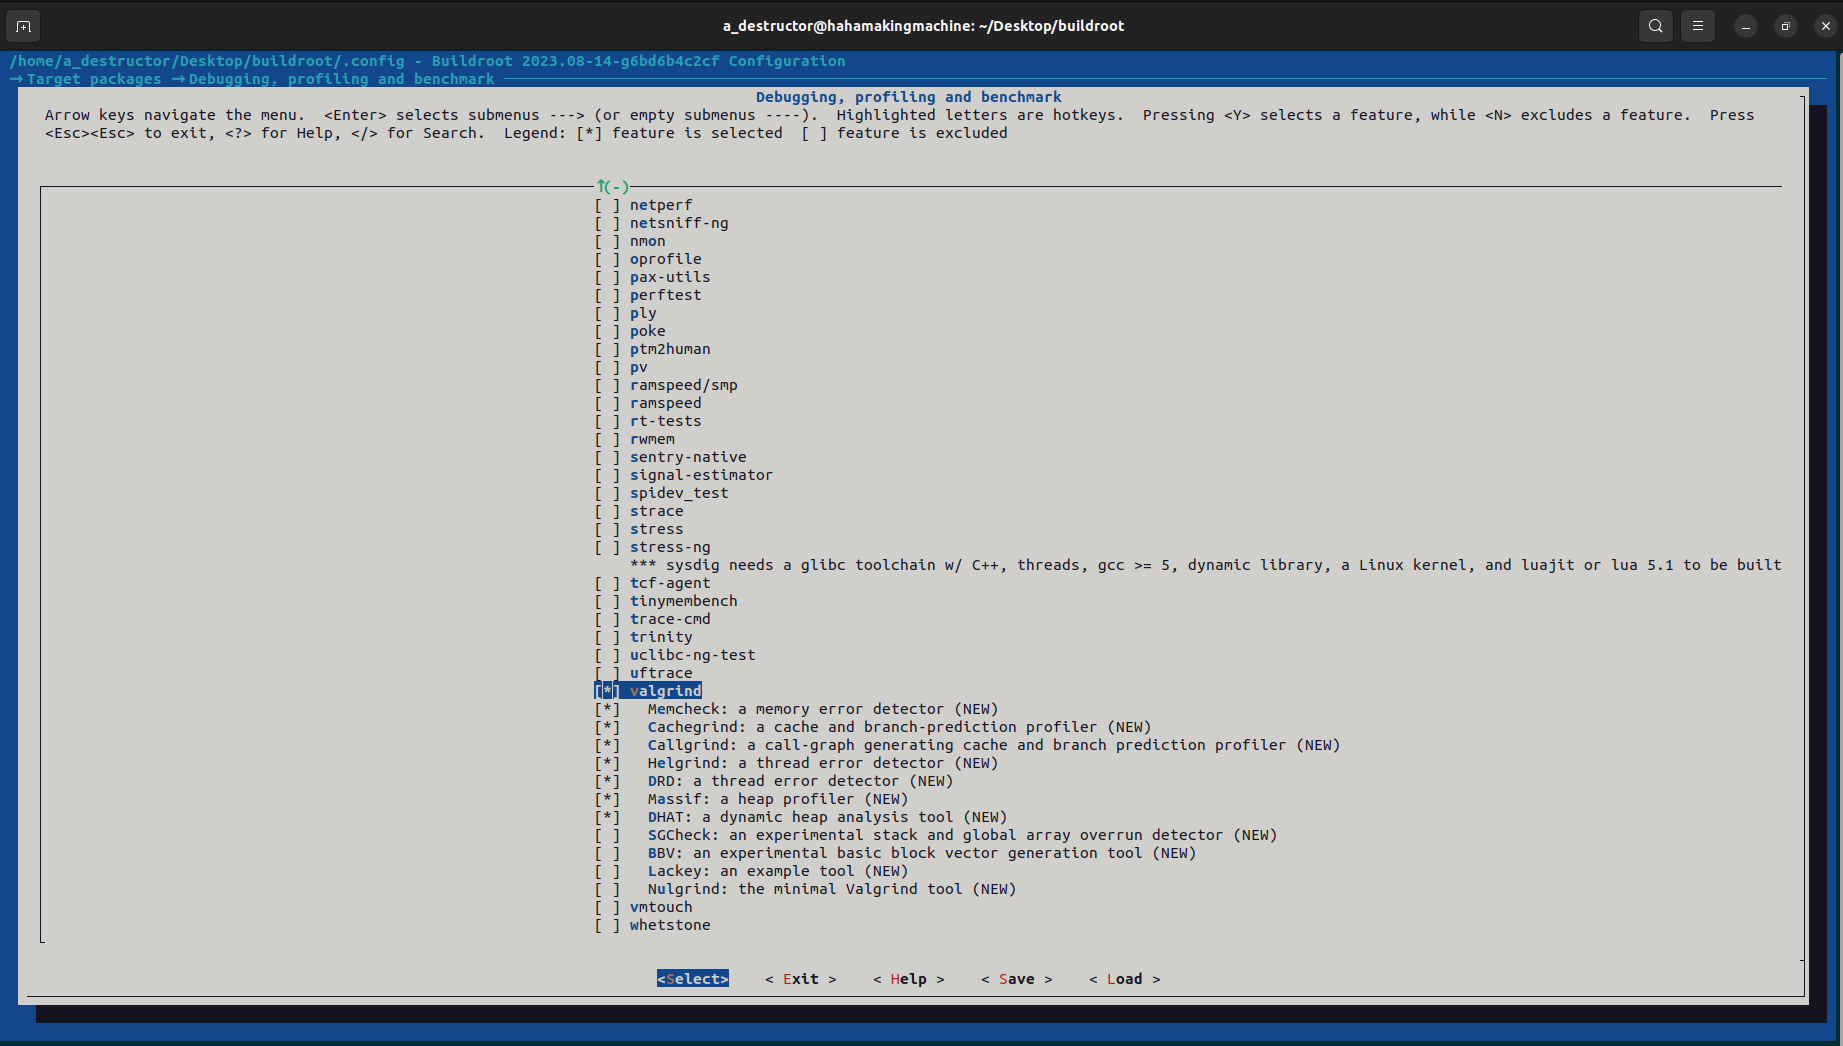 a_destructor@hahamakingmachine: ~/Desktop/buildroot
/home/a_destructor/Desktop/buildroot/.config - Buildroot 2023.08-14-g6bd6b4c2cf Configuration
→ Target packages → Debugging, profiling and benchmark
Debugging, profiling and benchmark
Arrow keys navigate the menu.  <Enter> selects submenus ---> (or empty submenus ----).  Highlighted letters are hotkeys.  Pressing <Y> selects a feature, while <N> excludes a feature.  Press
<Esc><Esc> to exit, <?> for Help, </> for Search.  Legend: [*] feature is selected  [ ] feature is excluded
↑(-)
[ ] netperf
[ ] netsniff-ng
[ ] nmon
[ ] oprofile
[ ] pax-utils
[ ] perftest
[ ] ply
[ ] poke
[ ] ptm2human
[ ] pv
[ ] ramspeed/smp
[ ] ramspeed
[ ] rt-tests
[ ] rwmem
[ ] sentry-native
[ ] signal-estimator
[ ] spidev_test
[ ] strace
[ ] stress
[ ] stress-ng
*** sysdig needs a glibc toolchain w/ C++, threads, gcc >= 5, dynamic library, a Linux kernel, and luajit or lua 5.1 to be built
[ ] tcf-agent
[ ] tinymembench
[ ] trace-cmd
[ ] trinity
[ ] uclibc-ng-test
[ ] uftrace
[*] valgrind
[*]   Memcheck: a memory error detector (NEW)
[*]   Cachegrind: a cache and branch-prediction profiler (NEW)
[*]   Callgrind: a call-graph generating cache and branch prediction profiler (NEW)
[*]   Helgrind: a thread error detector (NEW)
[*]   DRD: a thread error detector (NEW)
[*]   Massif: a heap profiler (NEW)
[*]   DHAT: a dynamic heap analysis tool (NEW)
[ ]   SGCheck: an experimental stack and global array overrun detector (NEW)
[ ]   BBV: an experimental basic block vector generation tool (NEW)
[ ]   Lackey: an example tool (NEW)
[ ]   Nulgrind: the minimal Valgrind tool (NEW)
[ ] vmtouch
[ ] whetstone
<Select>    < Exit >    < Help >    < Save >    < Load >